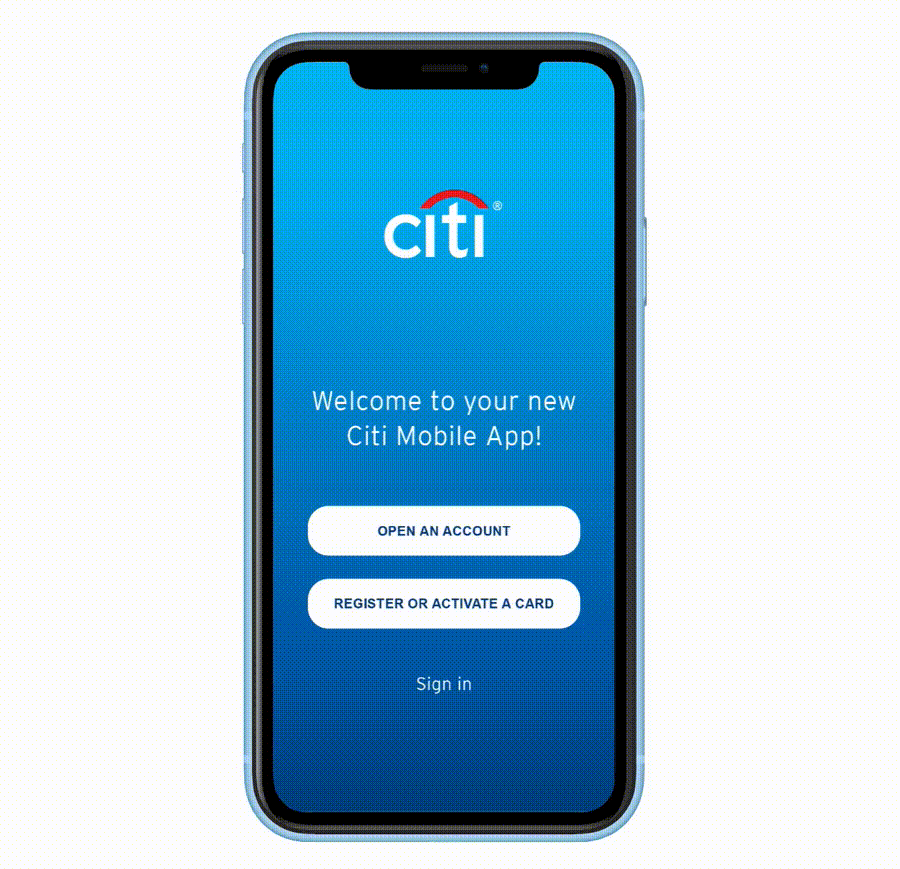 citi®
Welcome to your new
Citi Mobile App!
OPEN AN ACCOUNT
REGISTER OR ACTIVATE A CARD
Sign in